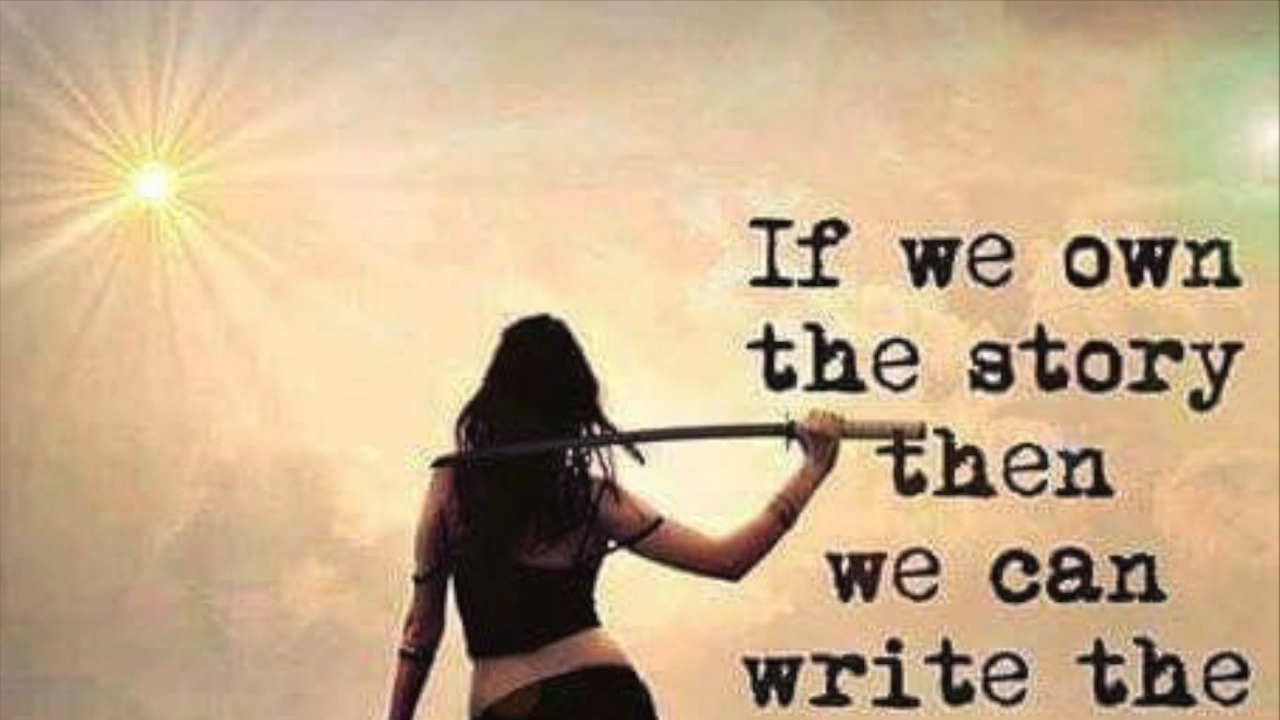 If we own
the story
then
we can
write the